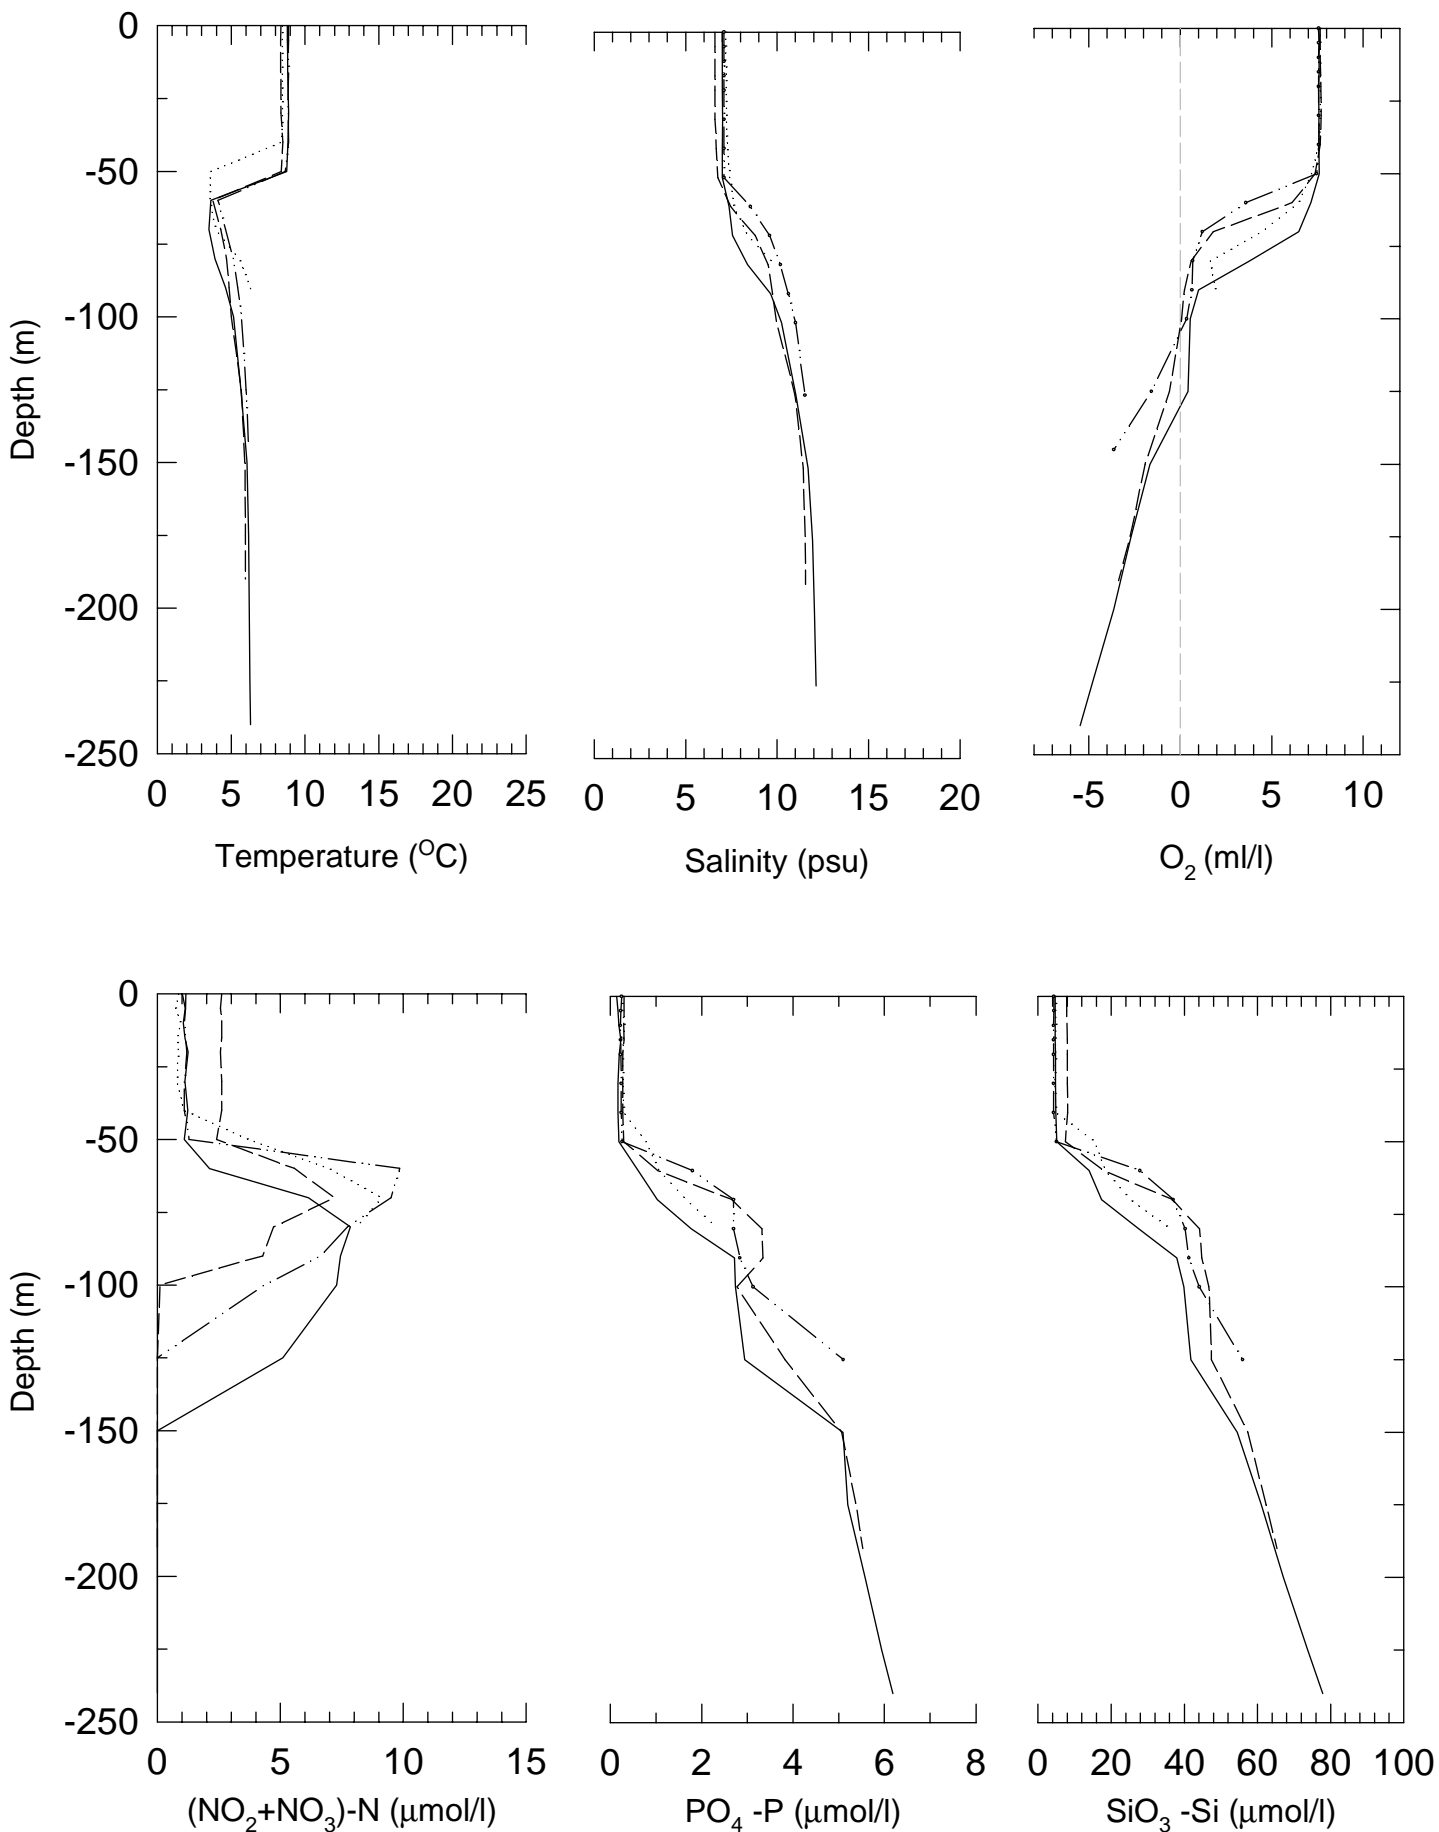 0
-50
-100
-150
-200
-250
Depth (m)
0 5 10 15 20 25
Temperature (°C)
0 5 10 15 20
Salinity (psu)
-5 0 5 10
O₂ (ml/l)
0
-50
-100
-150
-200
-250
Depth (m)
0 5 10 15
(NO₂+NO₃)-N (μmol/l)
0 2 4 6 8
PO₄ -P (μmol/l)
0 20 40 60 80 100
SiO₃ -Si (μmol/l)